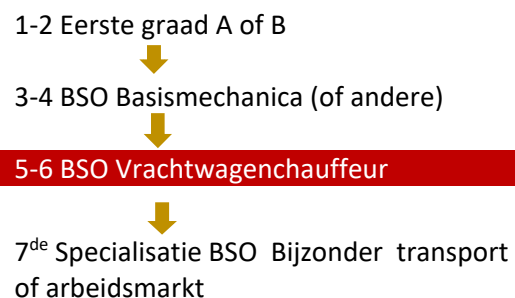 1-2 Eerste graad A of B
3-4 BSO Basismechanica (of andere)
5-6 BSO Vrachtwagenchauffeur
7de Specialisatie BSO Bijzonder transport
of arbeidsmarkt